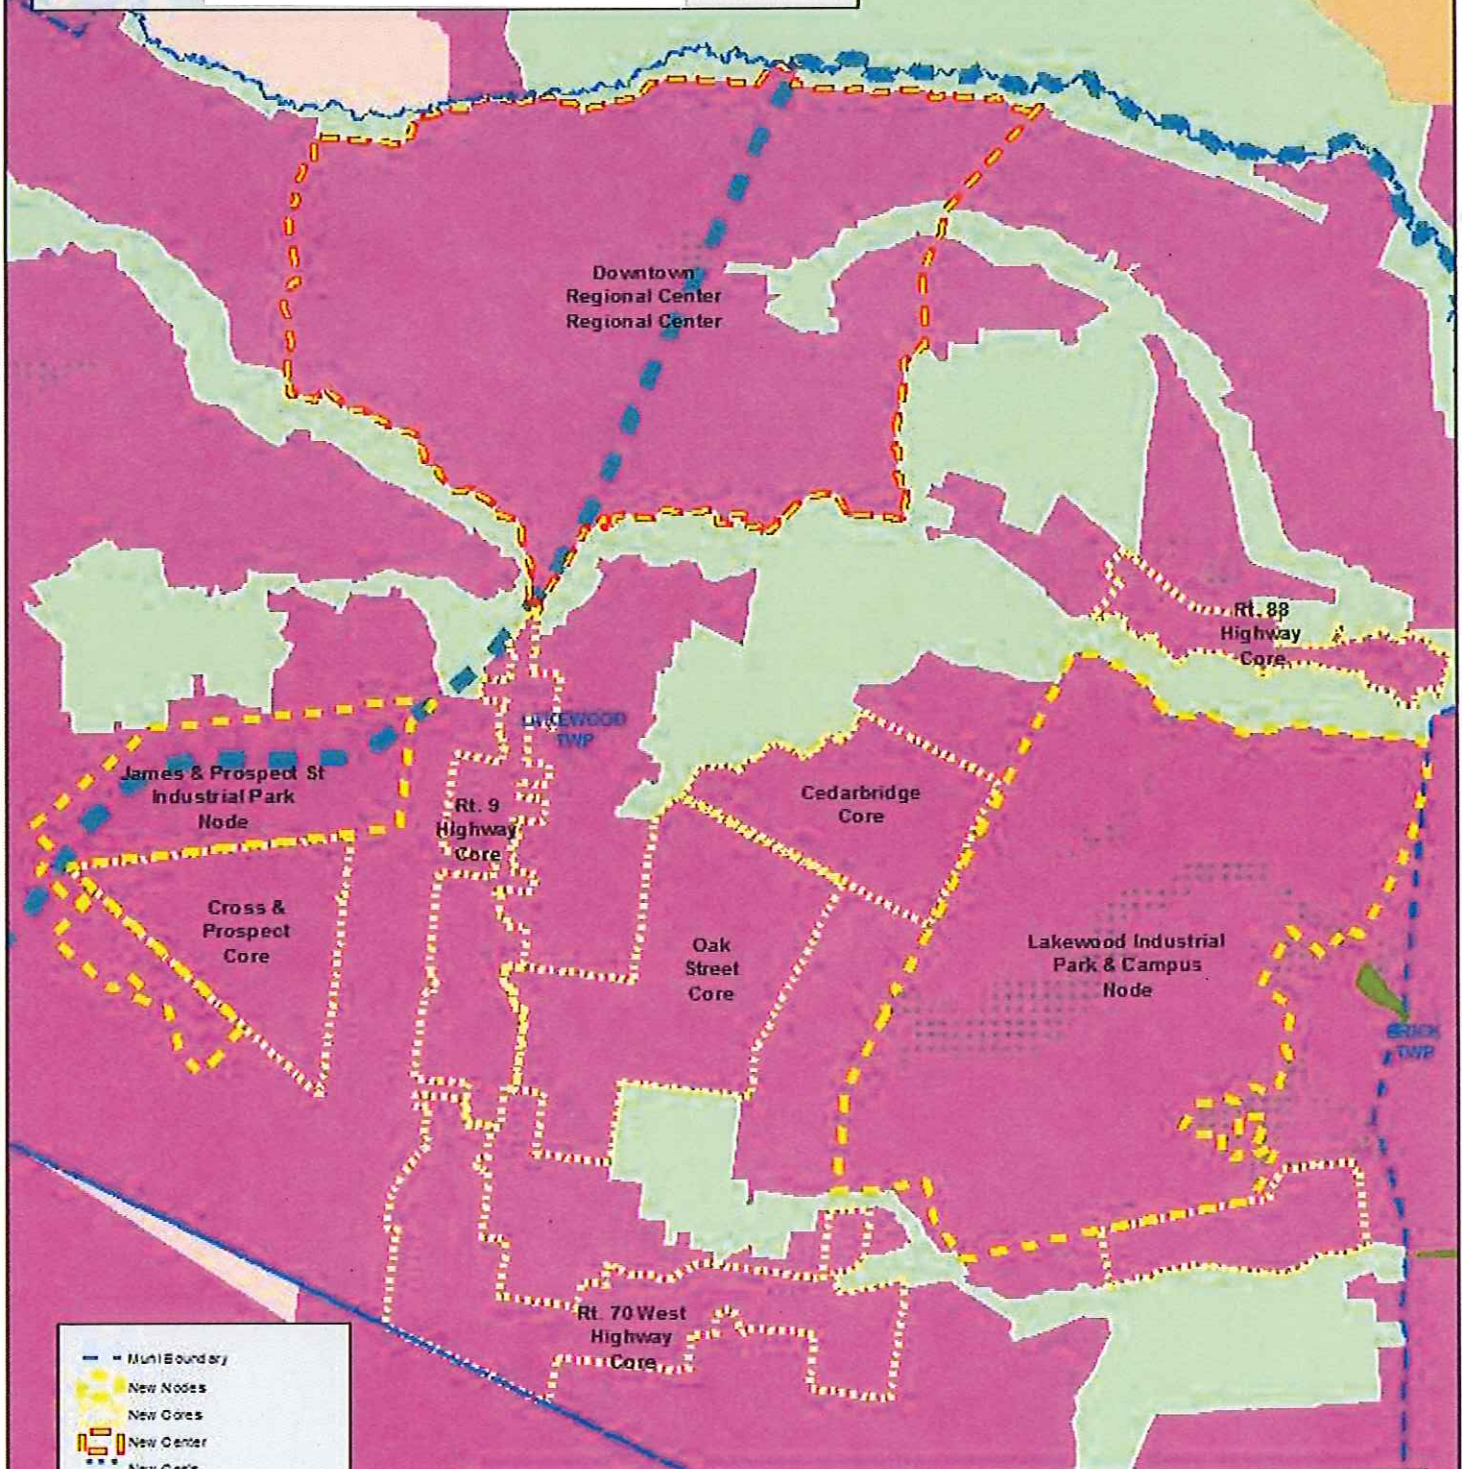 Downtown
Regional Center
Regional Center
Rt. 88
Highway
Core
LAKEWOOD
TWP
James & Prospect St
Industrial Park
Node
Rt. 9
Highway
Core
Cedarbridge
Core
Cross &
Prospect
Core
Oak
Street
Core
Lakewood Industrial
Park & Campus
Node
BRICK
TWP
Rt. 70 West
Highway
Core
Muni Boundary
New Nodes
New Cores
New Center